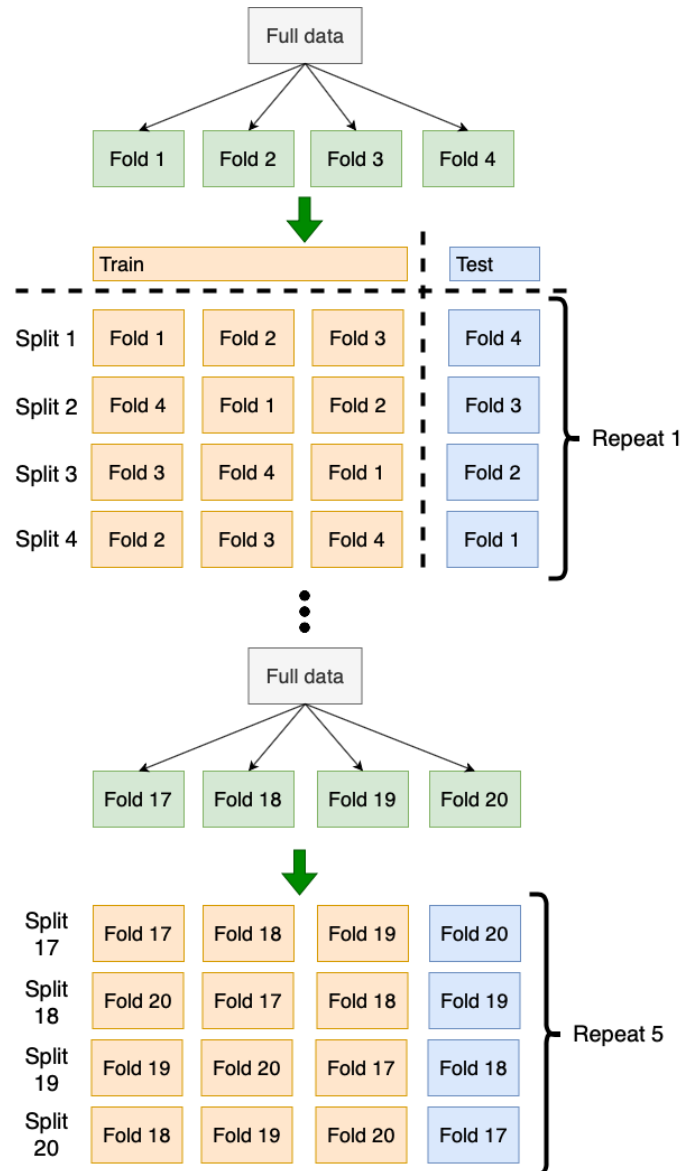 Full data
Fold 1 Fold 2 Fold 3 Fold 4
Train Test
Split 1 Fold 1 Fold 2 Fold 3 Fold 4
Split 2 Fold 4 Fold 1 Fold 2 Fold 3
Repeat 1
Split 3 Fold 3 Fold 4 Fold 1 Fold 2
Split 4 Fold 2 Fold 3 Fold 4 Fold 1
Full data
Fold 17 Fold 18 Fold 19 Fold 20
Split
17 Fold 17 Fold 18 Fold 19 Fold 20
Split
18 Fold 20 Fold 17 Fold 18 Fold 19
Repeat 5
Split
19 Fold 19 Fold 20 Fold 17 Fold 18
Split
20 Fold 18 Fold 19 Fold 20 Fold 17